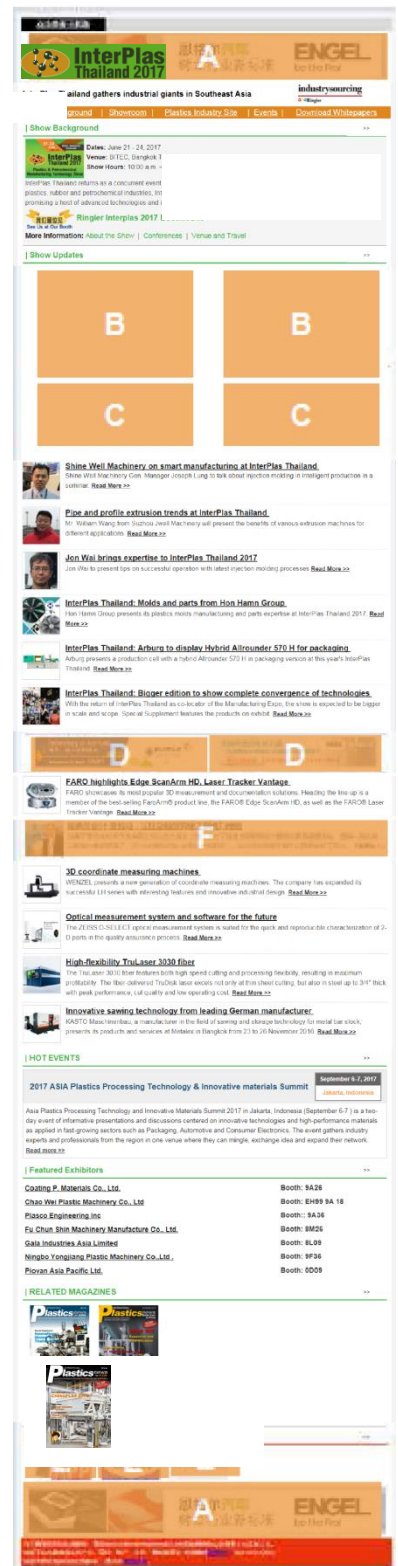 InterPlas
Thailand 2017
A
ENGEL
be the first
ailand gathers industrial giants in Southeast Asia
industrysourcing
ground | Showroom | Plastics Industry Site | Events | Download Whitepapers
| Show Background >>
InterPlas
Thailand 2017
Dates: June 21 - 24, 2017
Venue: BITEC, Bangkok T
Show Hours: 10:00 a.m.
InterPlas Thailand returns as a concurrent event
plastics, rubber and petrochemical industries, Int
promising a host of advanced technologies and
See Us at Our Booth
Ringier Interplas 2017
More Information: About the Show | Conferences | Venue and Travel
| Show Updates >>
B B
C C
Shine Well Machinery on smart manufacturing at InterPlas Thailand
Shine Well Machinery Gen. Manager Joseph Lung to talk about injection molding in intelligent production in a
seminar. Read More >>
Pipe and profile extrusion trends at InterPlas Thailand
Mr. William Wang from Suzhou Jwell Machinery will present the benefits of various extrusion machines for
different applications. Read More >>
Jon Wai brings expertise to InterPlas Thailand 2017
Jon Wai to present tips on successful operation with latest injection molding processes Read More >>
InterPlas Thailand: Molds and parts from Hon Hamn Group
Hon Hamn Group presents its plastics molds manufacturing and parts expertise at InterPlas Thailand 2017. Read
More >>
InterPlas Thailand: Arburg to display Hybrid Allrounder 570 H for packaging
Arburg presents a production cell with a hybrid Allrounder 570 H in packaging version at this year's InterPlas
Thailand. Read More >>
InterPlas Thailand: Bigger edition to show complete convergence of technologies
With the return of InterPlas Thailand as co-locator of the Manufacturing Expo, the show is expected to be bigger
in scale and scope. Special Supplement features the products on exhibit. Read More >>
D D
FARO highlights Edge ScanArm HD, Laser Tracker Vantage
FARO showcases its most popular 3D measurement and documentation solutions. Heading the line up is a
member of the best-selling FaroArm® product line, the FARO® Edge ScanArm HD, as well as the FARO® Laser
Tracker Vantage. Read More >>
F
3D coordinate measuring machines
WENZEL presents a new generation of coordinate measuring machines. The company has expanded its
successful LH series with interesting features and innovative industrial design. Read More >>
Optical measurement system and software for the future
The ZEISS O-SELECT optical measurement system is suited for the quick and reproducible characterization of 2-
D parts in the quality assurance process. Read More >>
High-flexibility TruLaser 3030 fiber
The TruLaser 3030 fiber features both high speed cutting and processing flexibility, resulting in maximum
profitability. The fiber-delivered TruDisk laser excels not only at thin sheet cutting, but also in steel up to 3/4" thick
with peak performance, cut quality and low operating cost. Read More >>
Innovative sawing technology from leading German manufacturer
KASTO Maschinenbau, a manufacturer in the field of sawing and storage technology for metal bar stock,
presents its products and services at Metalex in Bangkok from 23 to 26 November 2016. Read More >>
| HOT EVENTS >>
2017 ASIA Plastics Processing Technology & Innovative materials Summit
September 6-7, 2017
Jakarta, Indonesia
Asia Plastics Processing Technology and Innovative Materials Summit 2017 in Jakarta, Indonesia (September 6-7 ) is a two-
day event of informative presentations and discussions centered on innovative technologies and high-performance materials
as applied in fast-growing sectors such as Packaging, Automotive and Consumer Electronics. The event gathers industry
experts and professionals from the region in one venue where they can mingle, exchange idea and expand their network.
Read more >>
| Featured Exhibitors >>
Coating P. Materials Co., Ltd. Booth: 9A26
Chao Wei Plastic Machinery Co., Ltd Booth: EH99 9A 18
Plasco Engineering Inc Booth:: 9A36
Fu Chun Shin Machinery Manufacture Co., Ltd. Booth: 8M26
Gala Industries Asia Limited Booth: 8L09
Ningbo Yongjiang Plastic Machinery Co.,Ltd . Booth: 9F36
Piovan Asia Pacific Ltd. Booth: 8D09
| RELATED MAGAZINES >>
Plastics Plastics
Plastics
A
ENGEL
be the first